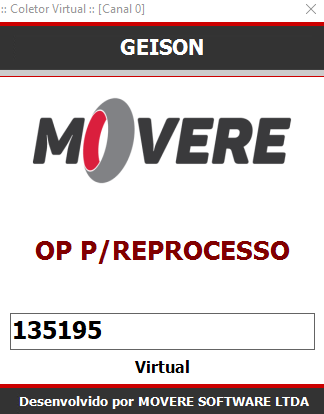 :: Coletor Virtual :: [Canal 0]
GEISON
MOVERE
OP P/REPROCESSO
135195
Virtual
Desenvolvido por MOVERE SOFTWARE LTDA